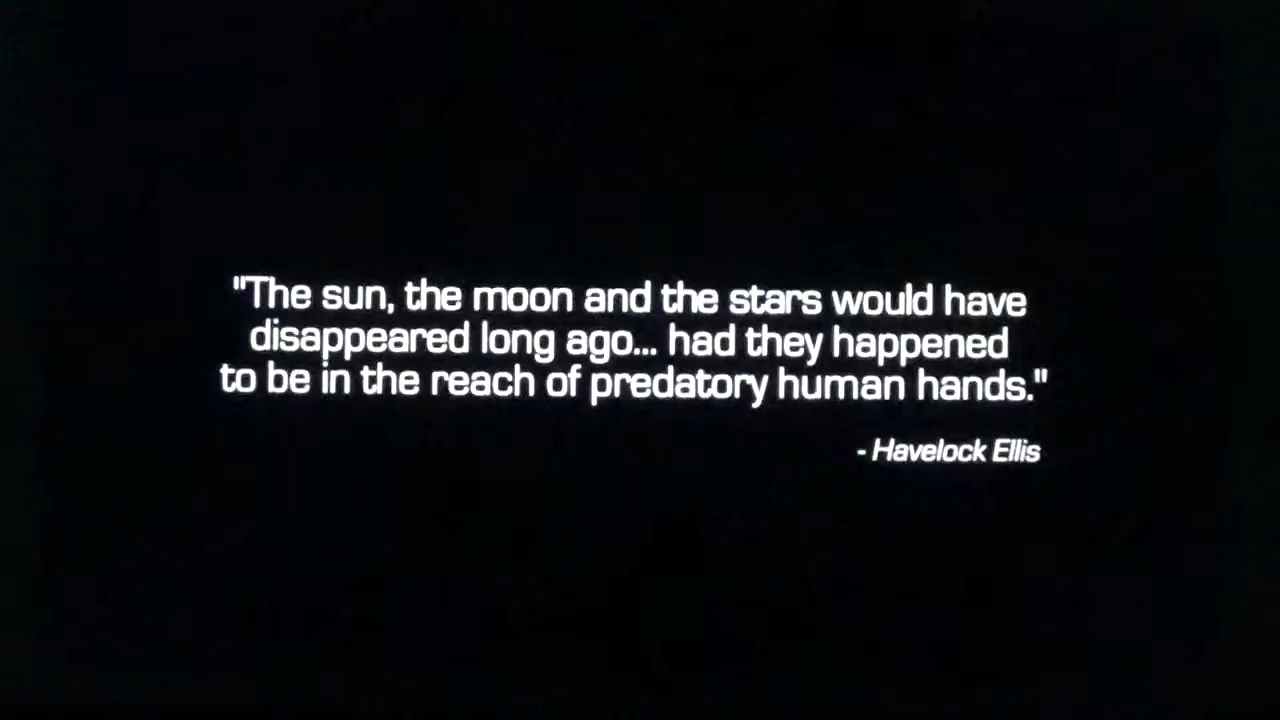 "The sun, the moon and the stars would have
disappeared long ago... had they happened
to be in the reach of predatory human hands."
- Havelock Ellis